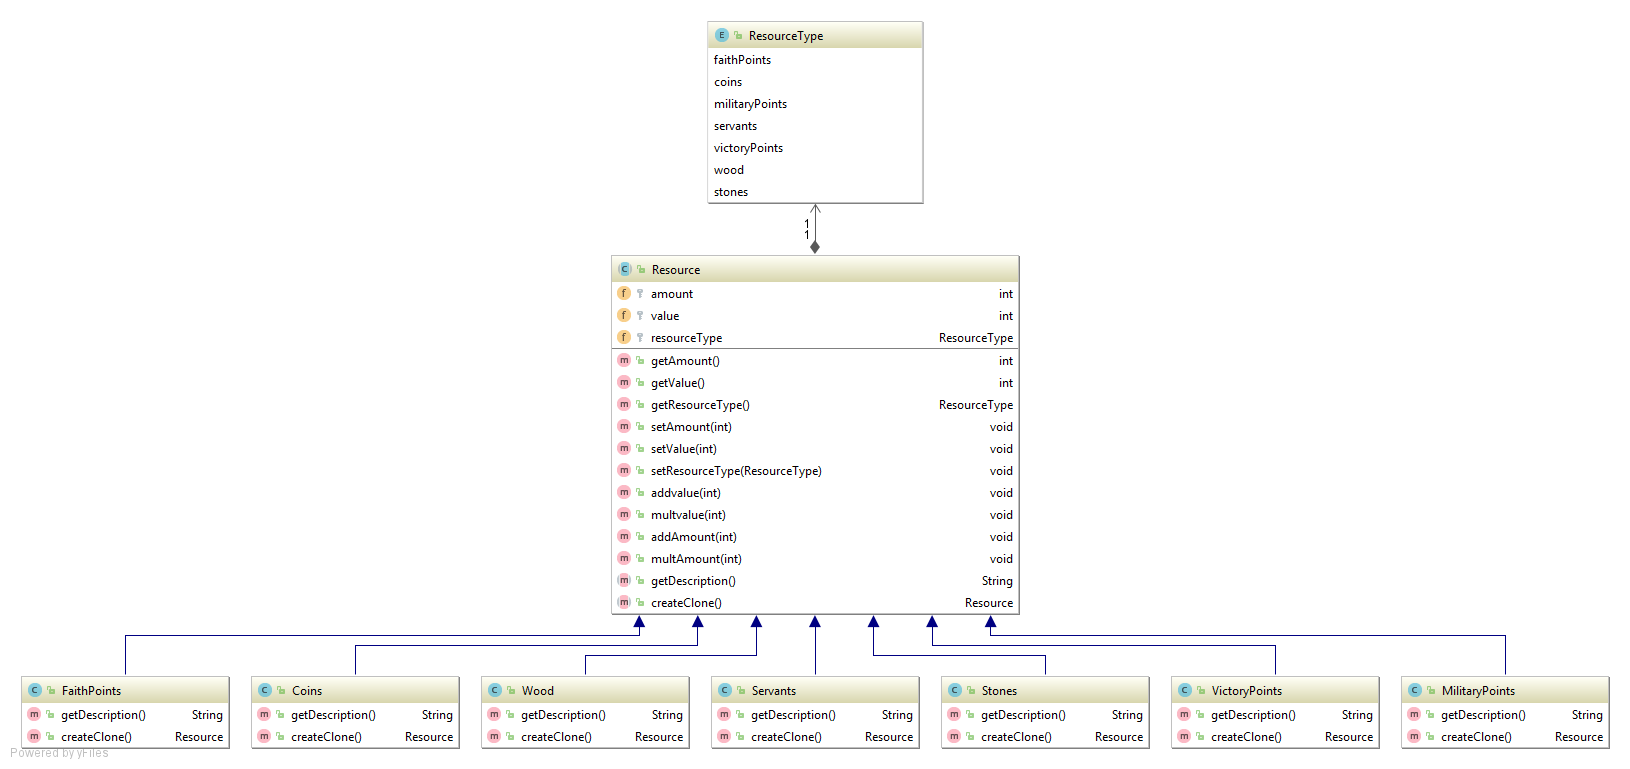 E ResourceType
faithPoints
coins
militaryPoints
servants
victoryPoints
wood
stones
1
1
C Resource
f amount int
f value int
f resourceType ResourceType
m getAmount() int
m getValue() int
m getResourceType() ResourceType
m setAmount(int) void
m setValue(int) void
m setResourceType(ResourceType) void
m addvalue(int) void
m multvalue(int) void
m addAmount(int) void
m multAmount(int) void
m getDescription() String
m createClone() Resource
C FaithPoints
m getDescription() String
m createClone() Resource
C Coins
m getDescription() String
m createClone() Resource
C Wood
m getDescription() String
m createClone() Resource
C Servants
m getDescription() String
m createClone() Resource
C Stones
m getDescription() String
m createClone() Resource
C VictoryPoints
m getDescription() String
m createClone() Resource
C MilitaryPoints
m getDescription() String
m createClone() Resource
Powered by yFiles